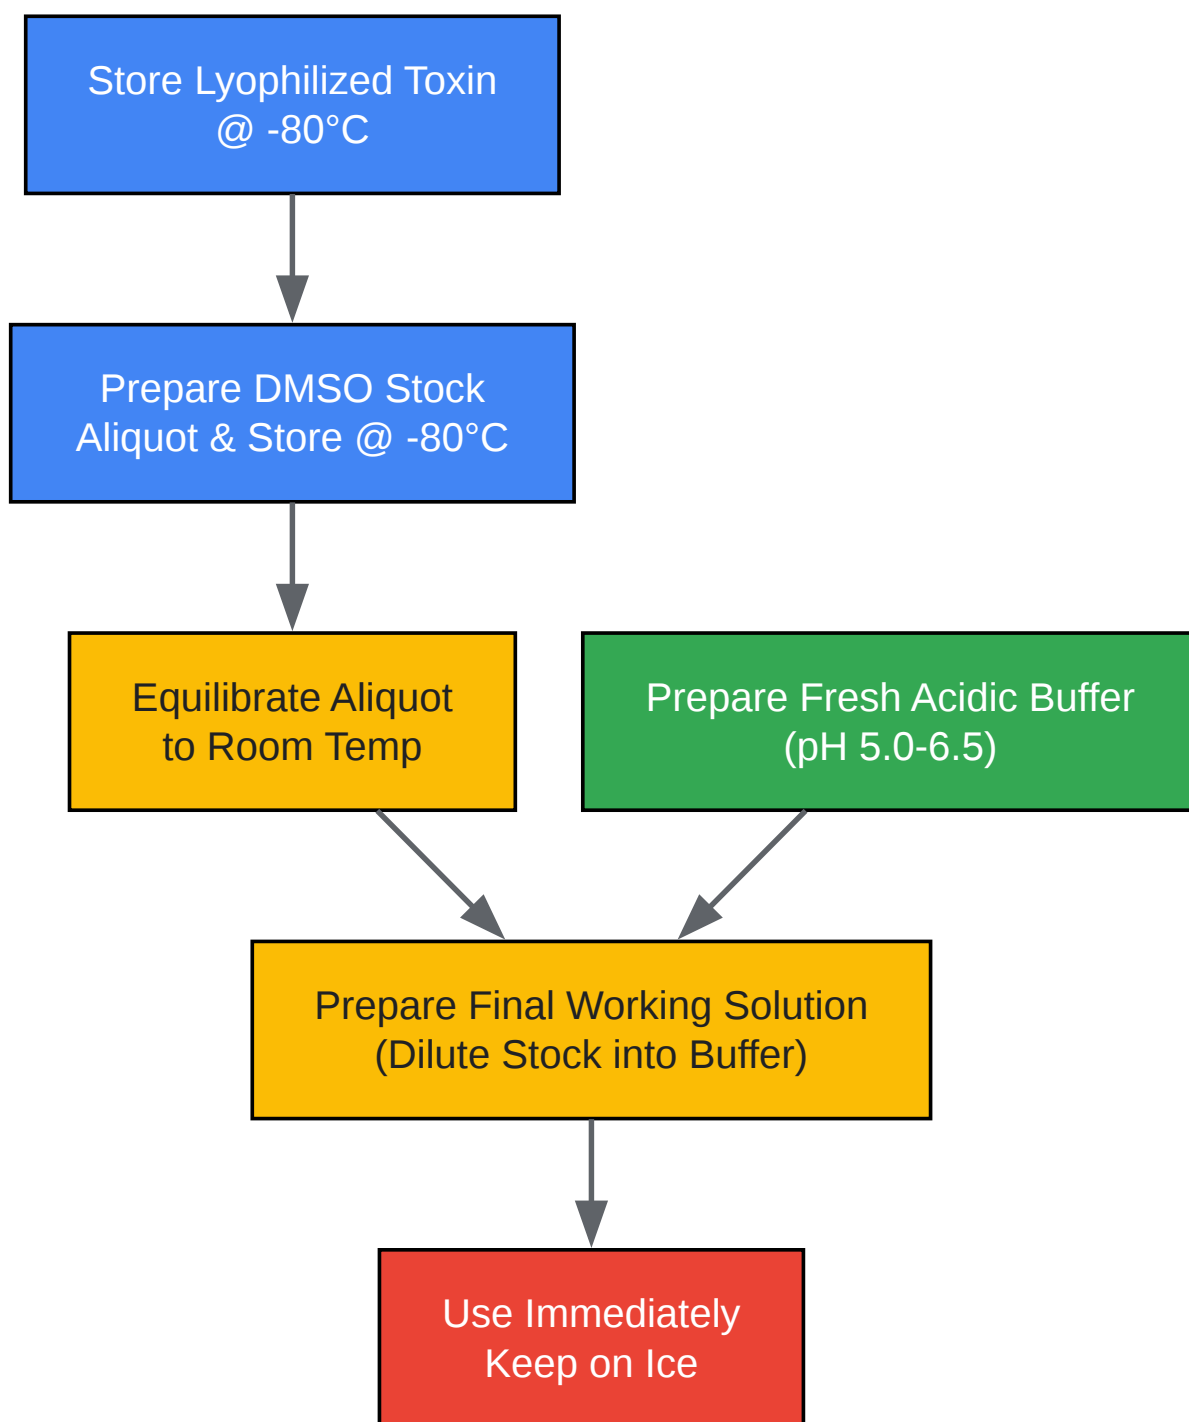 Store Lyophilized Toxin
@ -80°C
Prepare DMSO Stock
Aliquot & Store @ -80°C
Equilibrate Aliquot
to Room Temp
Prepare Fresh Acidic Buffer
(pH 5.0-6.5)
Prepare Final Working Solution
(Dilute Stock into Buffer)
Use Immediately
Keep on Ice